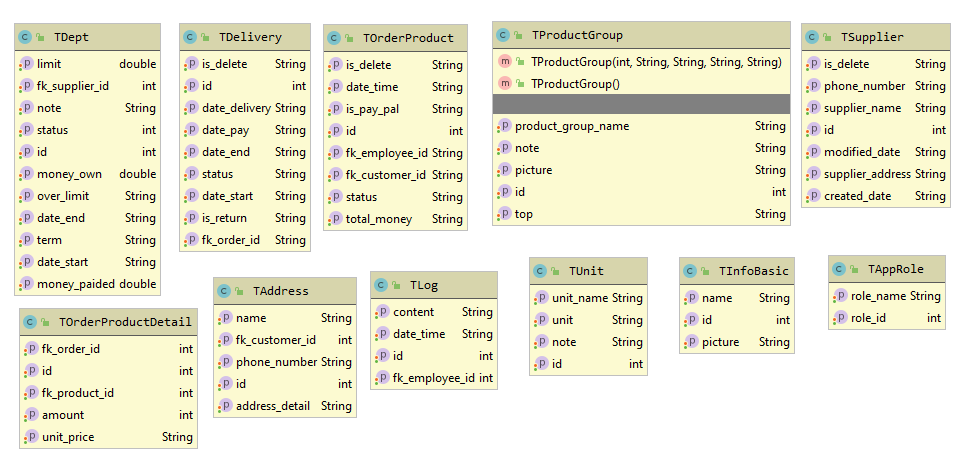 TDept
limit double
fk_supplier_id int
note String
status int
id int
money_own double
over_limit String
date_end String
term String
date_start String
money_paided double
TDelivery
is_delete String
id int
date_delivery String
date_pay String
date_end String
status String
date_start String
is_return String
fk_order_id String
TOrderProduct
is_delete String
date_time String
is_pay_pal String
id int
fk_employee_id String
fk_customer_id String
status String
total_money String
TProductGroup
TProductGroup(int, String, String, String, String)
TProductGroup()
product_group_name String
note String
picture String
id int
top String
TSupplier
is_delete String
phone_number String
supplier_name String
id int
modified_date String
supplier_address String
created_date String
TOrderProductDetail
fk_order_id int
id int
fk_product_id int
amount int
unit_price String
TAddress
name String
fk_customer_id int
phone_number String
id int
address_detail String
TLog
content String
date_time String
id int
fk_employee_id int
TUnit
unit_name String
unit String
note String
id int
TInfoBasic
name String
id int
picture String
TAppRole
role_name String
role_id int